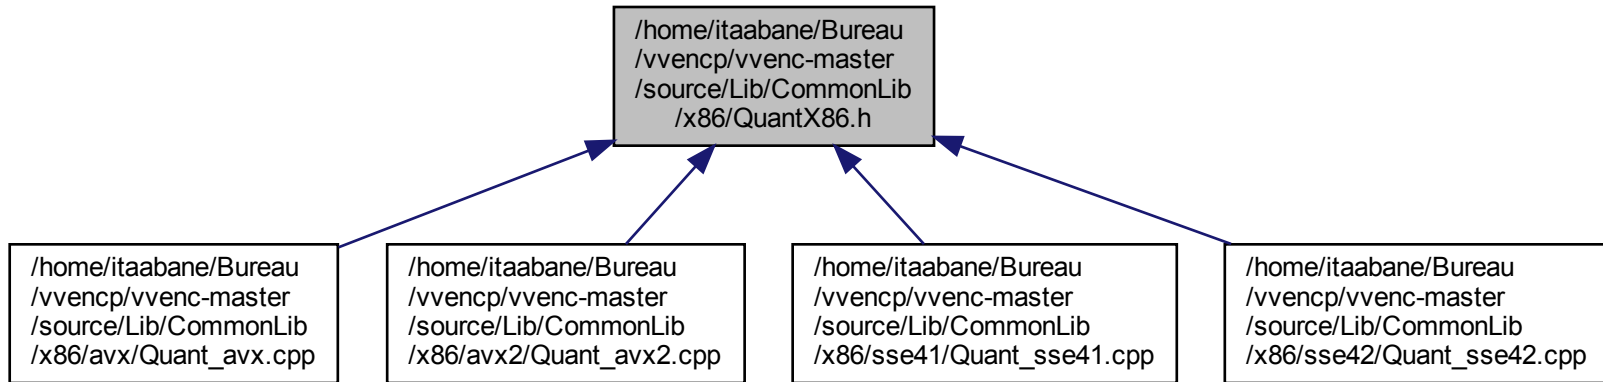 /home/itaabane/Bureau
/vvencp/vvenc-master
/source/Lib/CommonLib
/x86/QuantX86.h
/home/itaabane/Bureau
/vvencp/vvenc-master
/source/Lib/CommonLib
/x86/avx/Quant_avx.cpp
/home/itaabane/Bureau
/vvencp/vvenc-master
/source/Lib/CommonLib
/x86/avx2/Quant_avx2.cpp
/home/itaabane/Bureau
/vvencp/vvenc-master
/source/Lib/CommonLib
/x86/sse41/Quant_sse41.cpp
/home/itaabane/Bureau
/vvencp/vvenc-master
/source/Lib/CommonLib
/x86/sse42/Quant_sse42.cpp